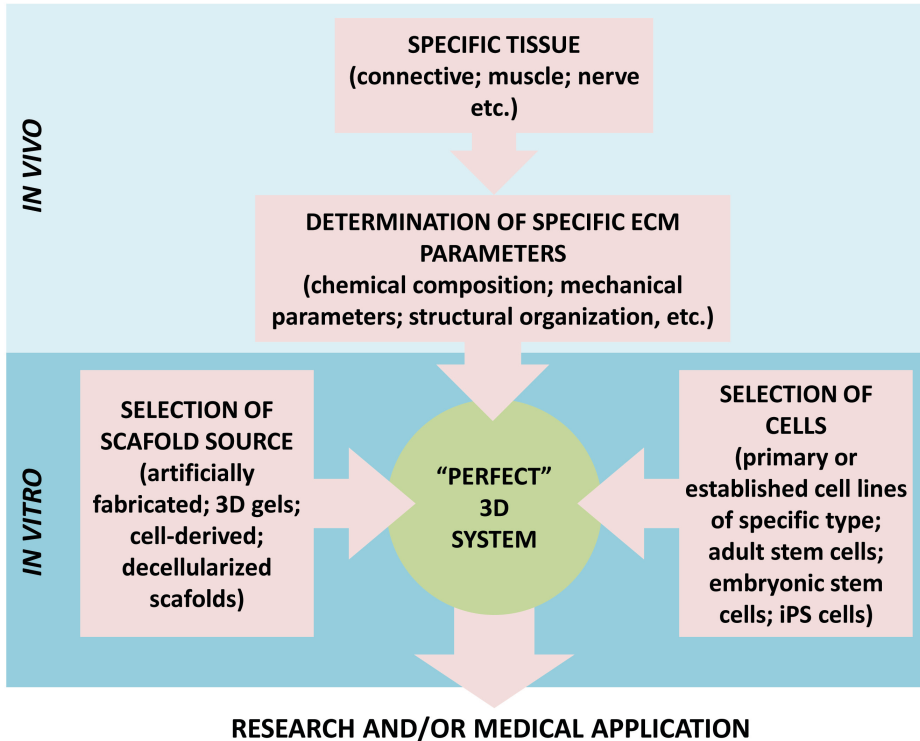 SPECIFIC TISSUE
(connective; muscle; nerve
etc.)
IN VIVO
DETERMINATION OF SPECIFIC ECM
PARAMETERS
(chemical composition; mechanical
parameters; structural organization, etc.)
SELECTION OF
SCAFOLD SOURCE
(artificially
fabricated; 3D gels;
cell-derived;
decellularized
scafolds)
IN VITRO
“PERFECT”
3D
SYSTEM
SELECTION OF
CELLS
(primary or
established cell lines
of specific type;
adult stem cells;
embryonic stem
cells; iPS cells)
RESEARCH AND/OR MEDICAL APPLICATION